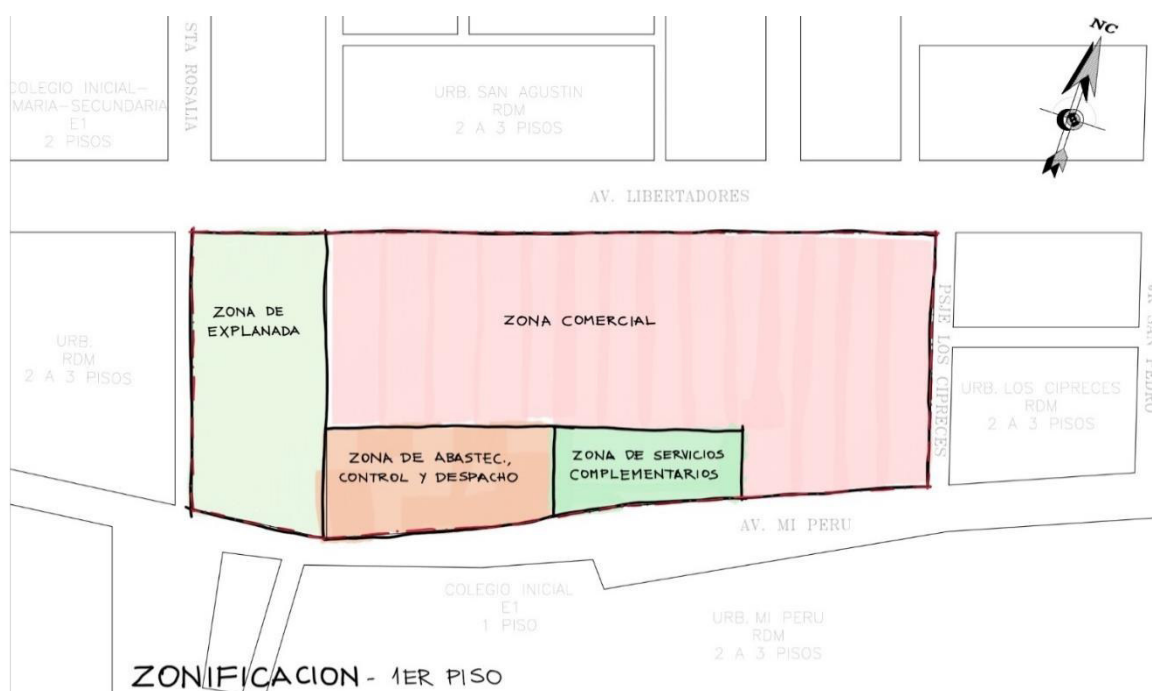 NC
STA ROSALIA
COLEGIO INICIAL-
MARIA-SECUNDARIA
E1
2 PISOS
URB. SAN AGUSTIN
RDM
2 A 3 PISOS
AV. LIBERTADORES
ZONA DE
EXPLANADA
ZONA COMERCIAL
URB.
RDM
2 A 3 PISOS
PSJE LOS CIPRECES
JR SAN PEDRO
URB. LOS CIPRECES
RDM
2 A 3 PISOS
ZONA DE ABASTEC.,
CONTROL Y DESPACHO
ZONA DE SERVICIOS
COMPLEMENTARIOS
AV. MI PERU
COLEGIO INICIAL
E1
1 PISO
URB. MI PERU
RDM
2 A 3 PISOS
ZONIFICACION - 1ER PISO